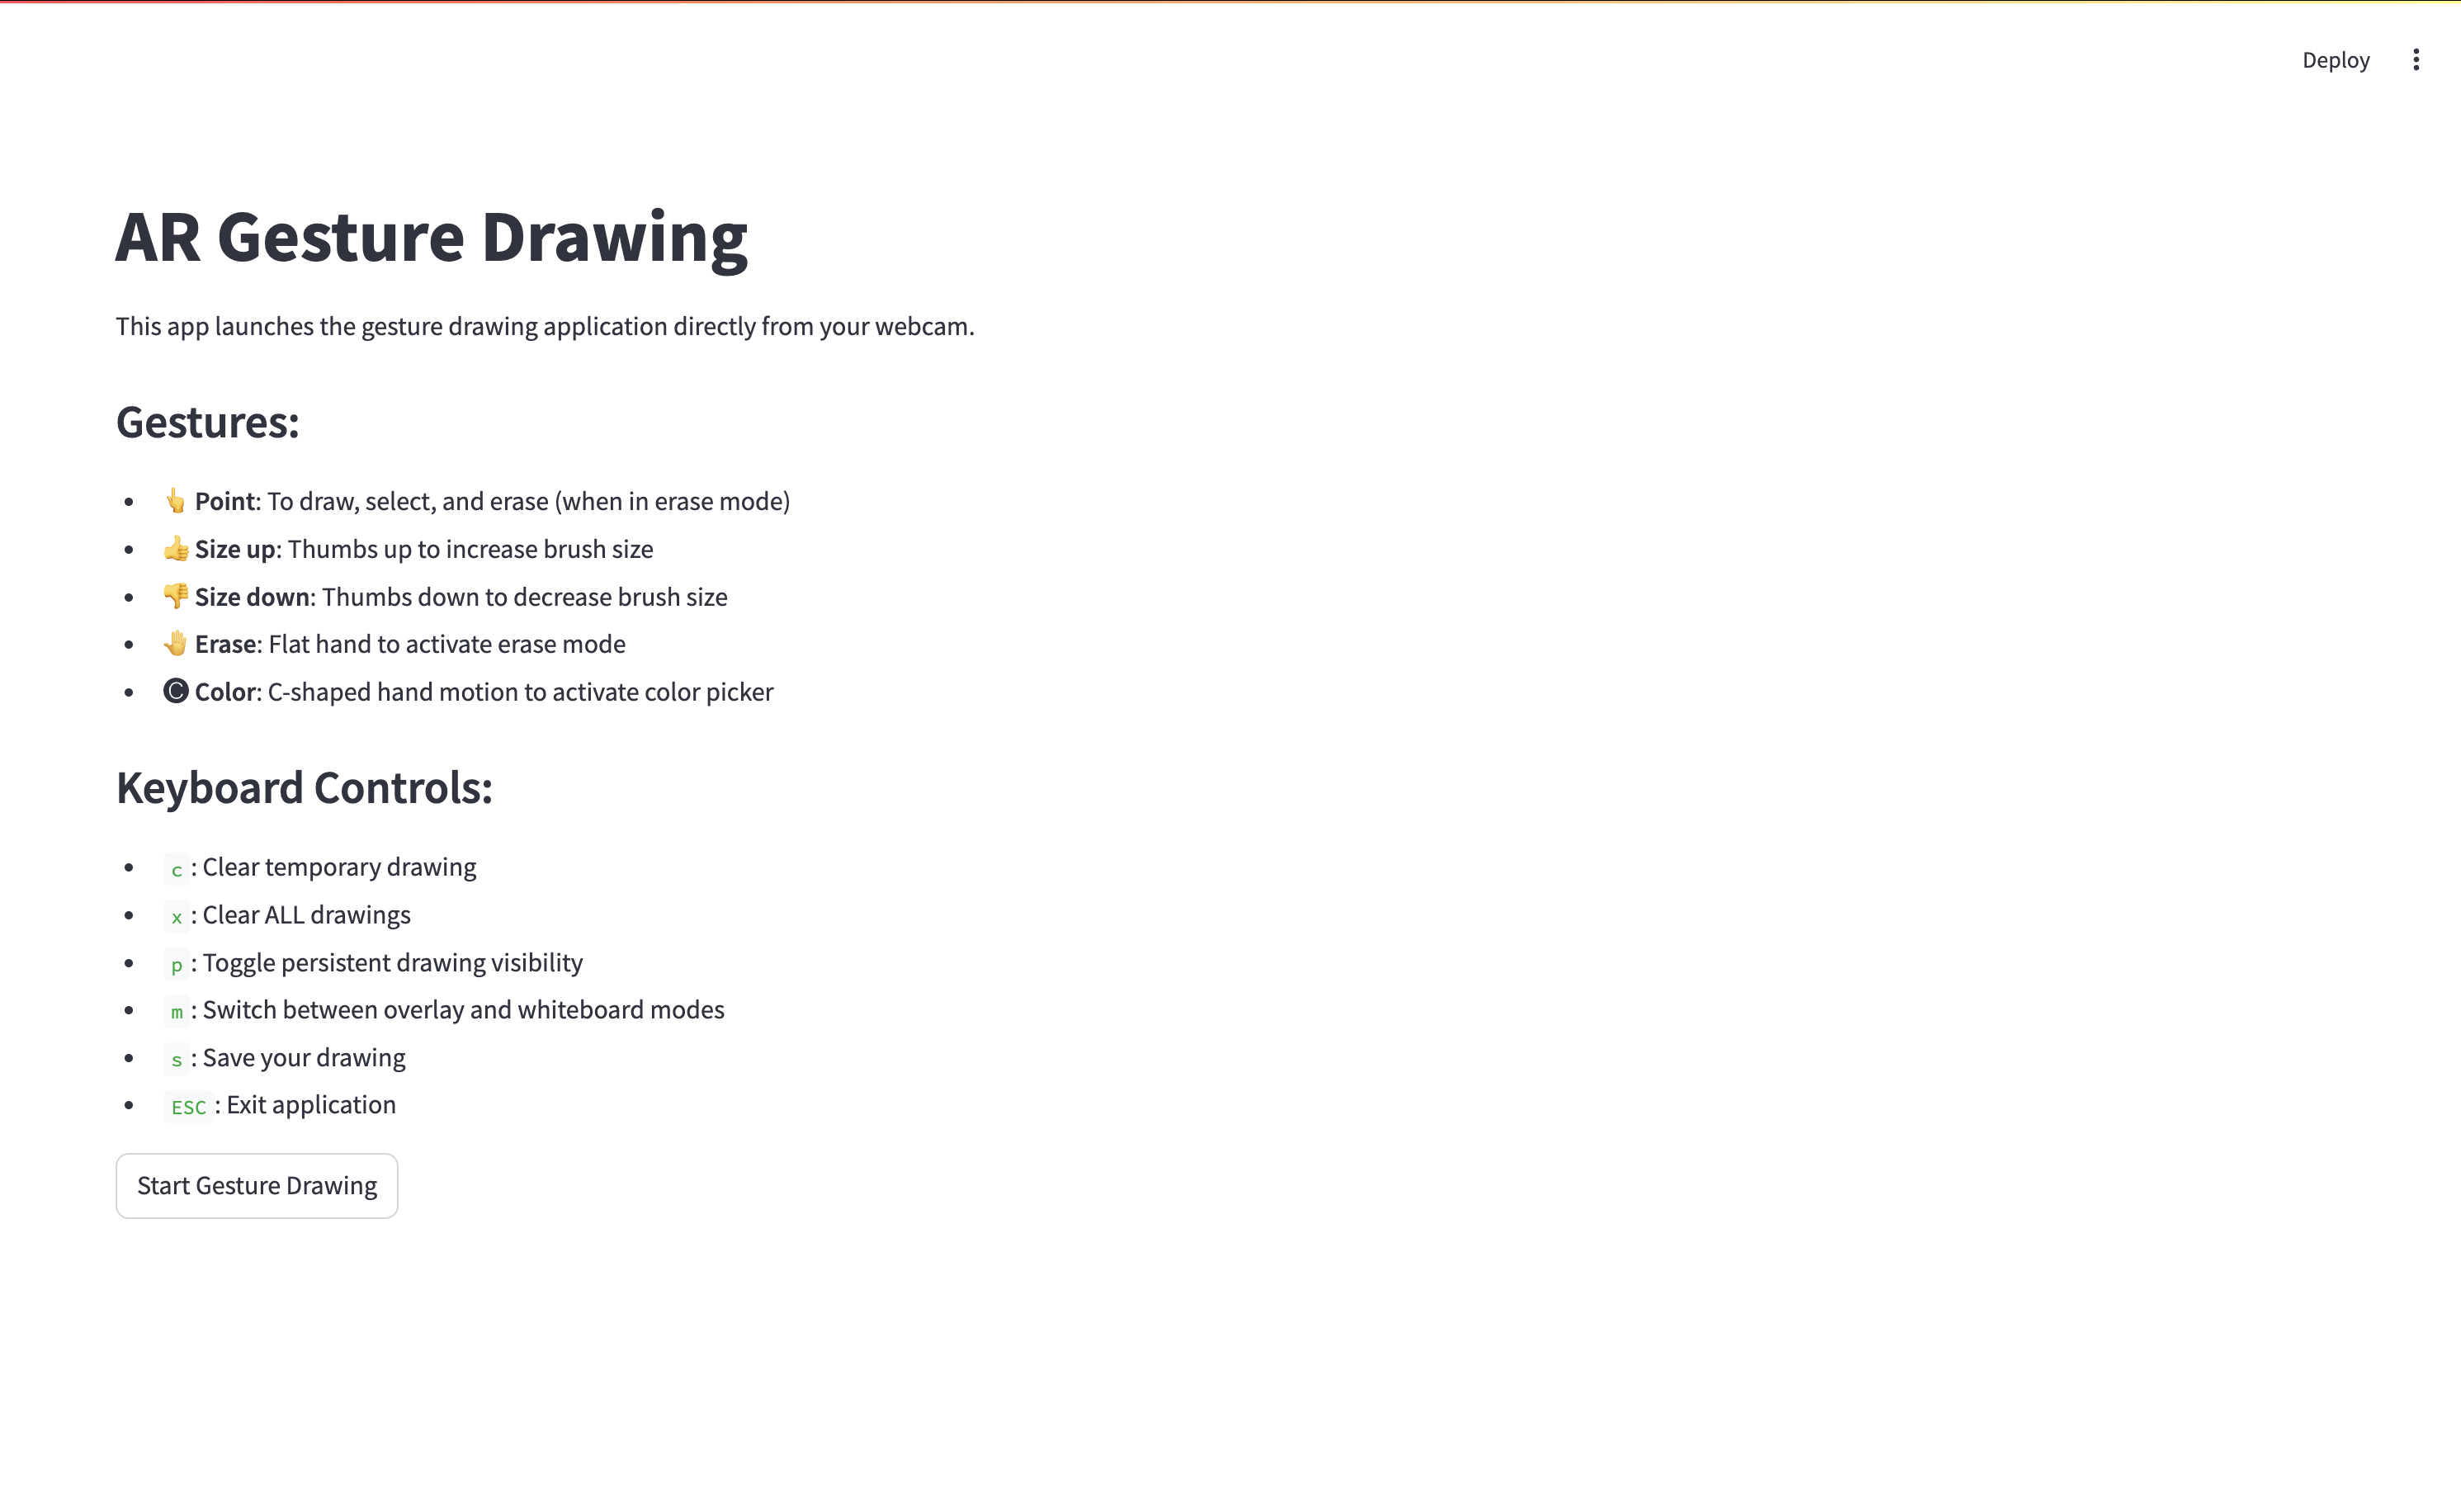 Deploy
AR Gesture Drawing
This app launches the gesture drawing application directly from your webcam.
Gestures:
👆 Point: To draw, select, and erase (when in erase mode)
👍 Size up: Thumbs up to increase brush size
👎 Size down: Thumbs down to decrease brush size
🤚 Erase: Flat hand to activate erase mode
🅒 Color: C-shaped hand motion to activate color picker
Keyboard Controls:
c : Clear temporary drawing
x : Clear ALL drawings
p : Toggle persistent drawing visibility
m : Switch between overlay and whiteboard modes
s : Save your drawing
ESC : Exit application
Start Gesture Drawing